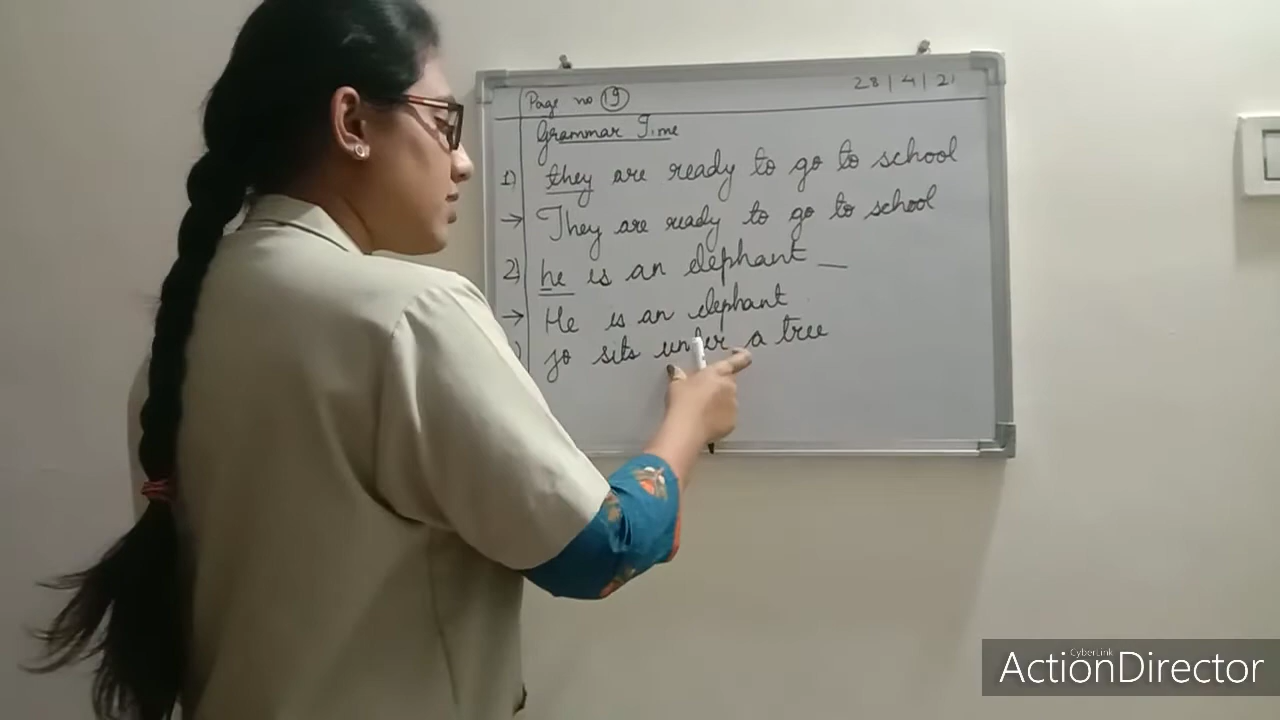 Page no 19 28/4/21
Grammar Time
1) they are ready to go to school
→ They are ready to go to school
2) he is an elephant _
→ He is an elephant
) jo sits under a tree
CyberLink
ActionDirector